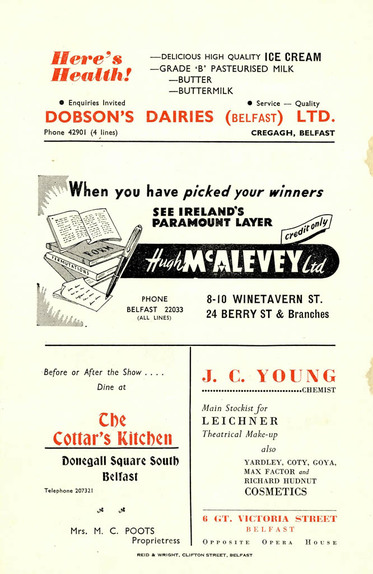 Here's
Health!
—DELICIOUS HIGH QUALITY ICE CREAM
—GRADE 'B' PASTEURISED MILK
—BUTTER
—BUTTERMILK
● Enquiries Invited ● Service — Quality
DOBSON'S DAIRIES (BELFAST) LTD.
Phone 42901 (4 lines) CREGAGH, BELFAST
When you have picked your winners
SEE IRELAND'S
PARAMOUNT LAYER
credit only
FORM
PERMUTATIONS
Hugh McALEVEY Ltd
PHONE
BELFAST 22033
(ALL LINES)
8-10 WINETAVERN ST.
24 BERRY ST & Branches
Before or After the Show . . . .
Dine at
The
Cottar's Kitchen
Donegall Square South
Belfast
Telephone 207321
Mrs. M. C. POOTS
Proprietress
J. C. YOUNG
CHEMIST
Main Stockist for
LEICHNER
Theatrical Make-up
also
YARDLEY, COTY, GOYA,
MAX FACTOR and
RICHARD HUDNUT
COSMETICS
6 GT. VICTORIA STREET
BELFAST
OPPOSITE OPERA HOUSE
REID & WRIGHT, CLIFTON STREET, BELFAST